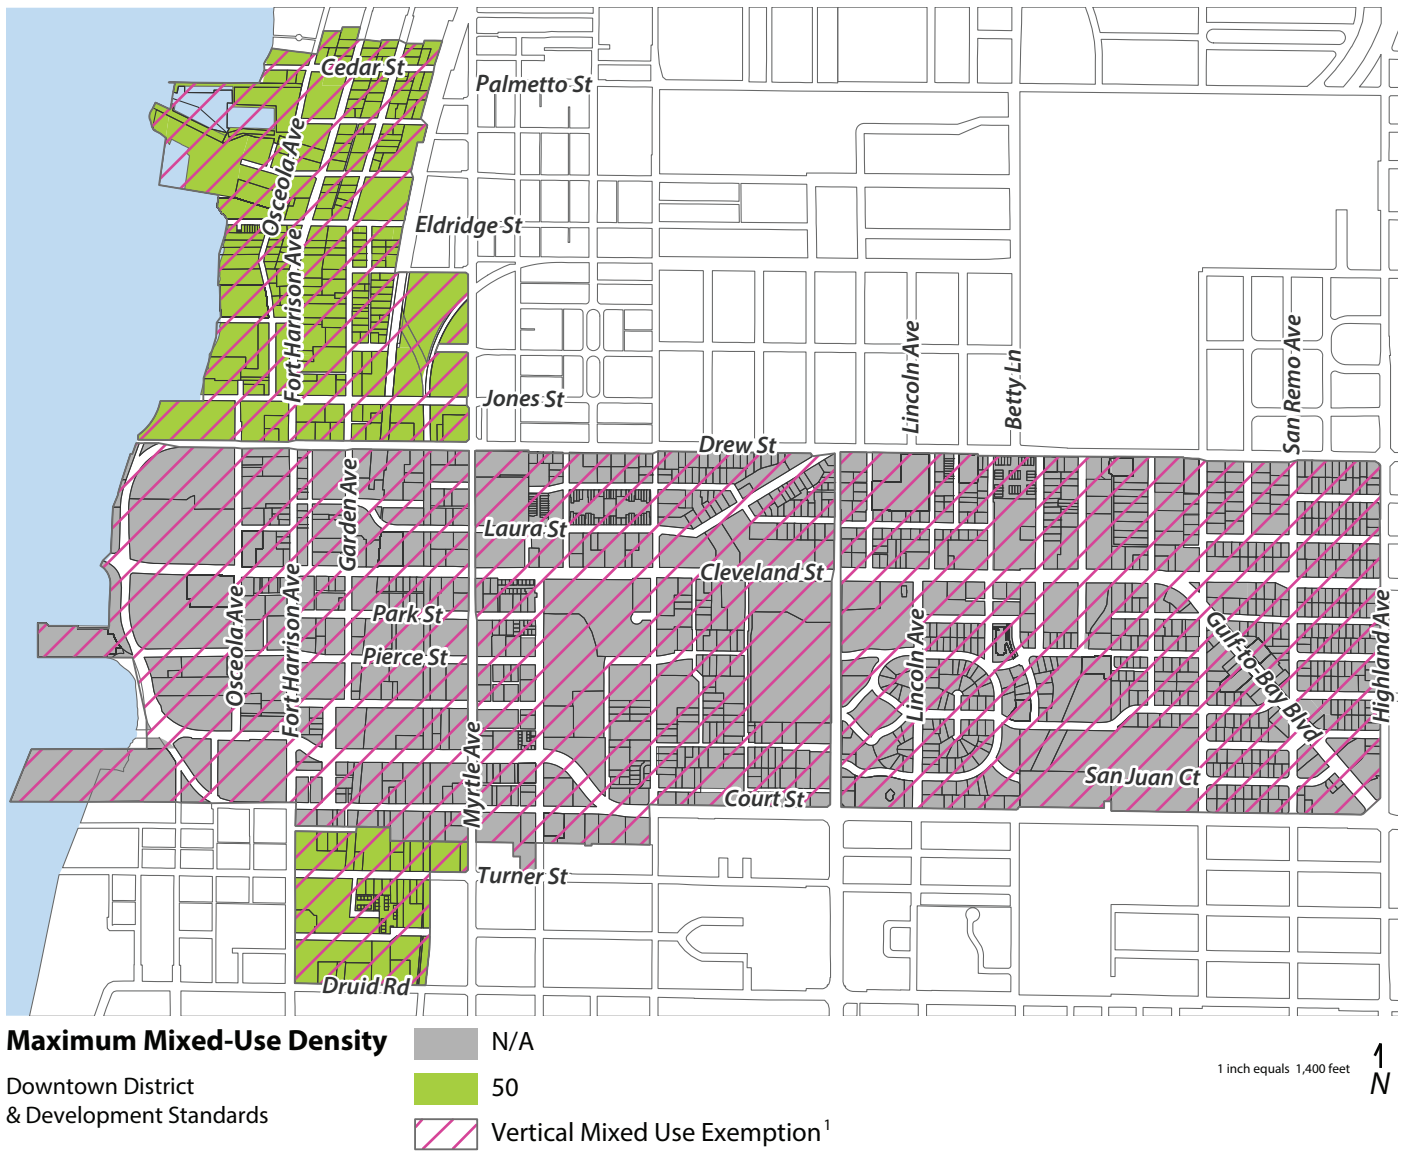 Cedar St
Palmetto St
Osceola Ave
Eldridge St
Fort Harrison Ave
Jones St
Lincoln Ave
Betty Ln
San Remo Ave
Drew St
Garden Ave
Laura St
Cleveland St
Osceola Ave
Fort Harrison Ave
Park St
Pierce St
Lincoln Ave
Gulf-to-Bay Blvd
Highland Ave
Myrtle Ave
San Juan Ct
Court St
Turner St
Druid Rd
Maximum Mixed-Use Density
Downtown District
& Development Standards
N/A
50
Vertical Mixed Use Exemption1
1 inch equals 1,400 feet
N